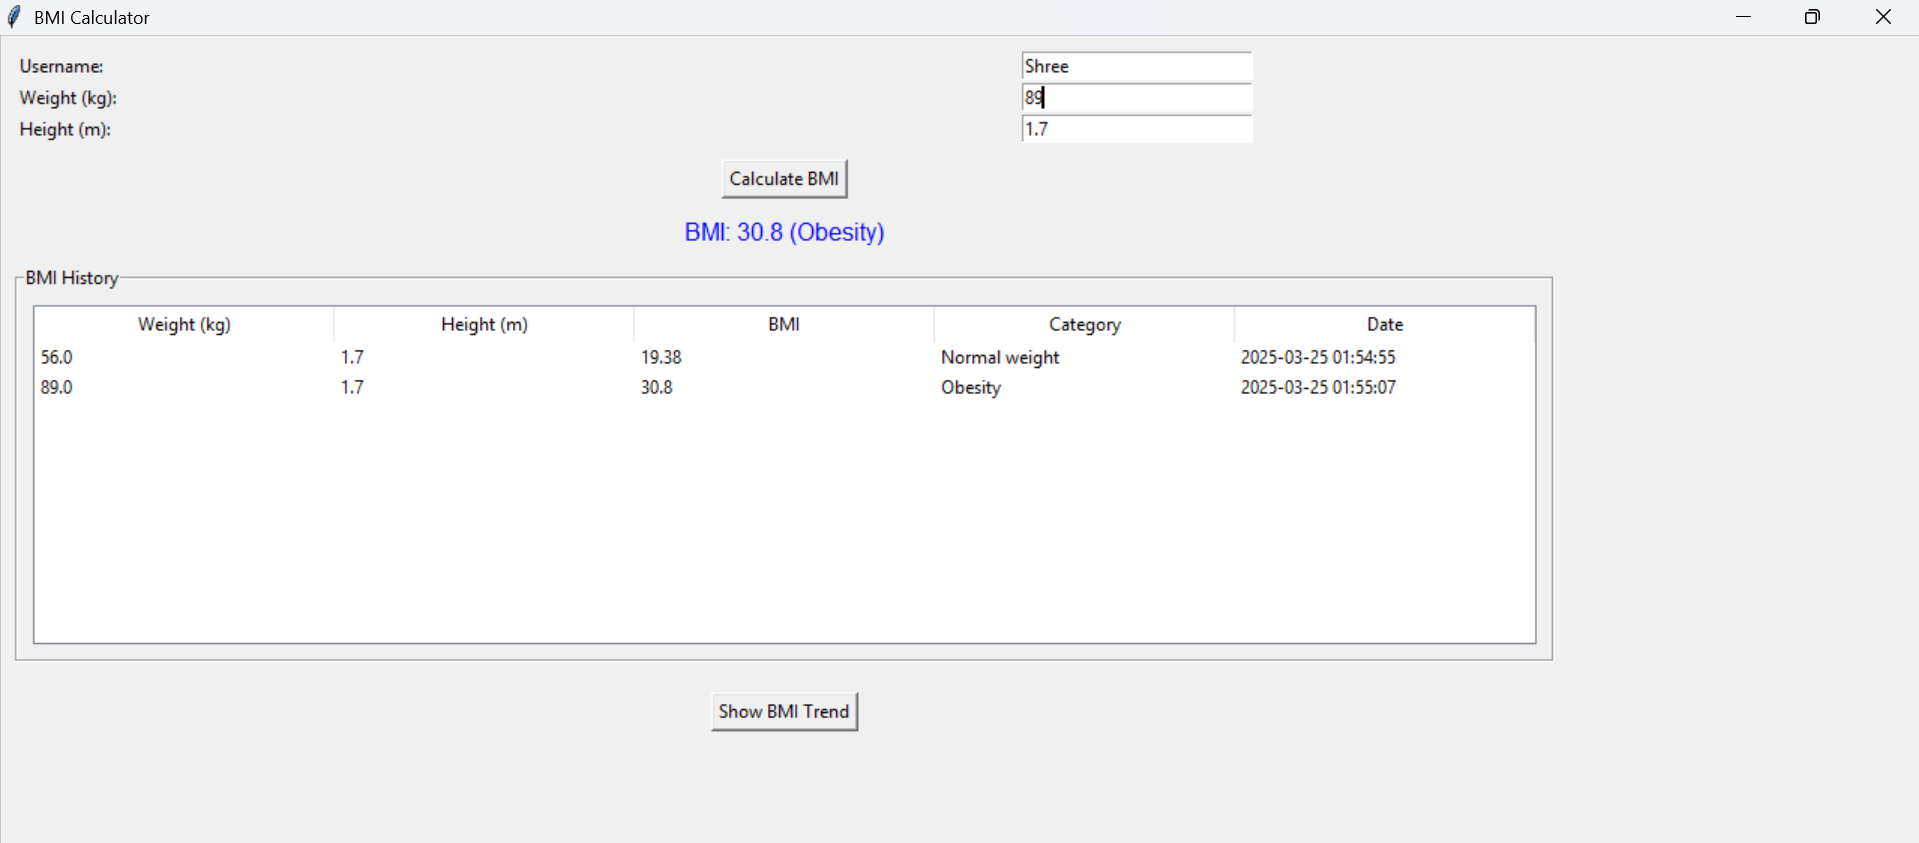 BMI Calculator
Username: Shree
Weight (kg): 89
Height (m): 1.7
Calculate BMI
BMI: 30.8 (Obesity)
BMI History
Weight (kg) Height (m) BMI Category Date
56.0 1.7 19.38 Normal weight 2025-03-25 01:54:55
89.0 1.7 30.8 Obesity 2025-03-25 01:55:07
Show BMI Trend